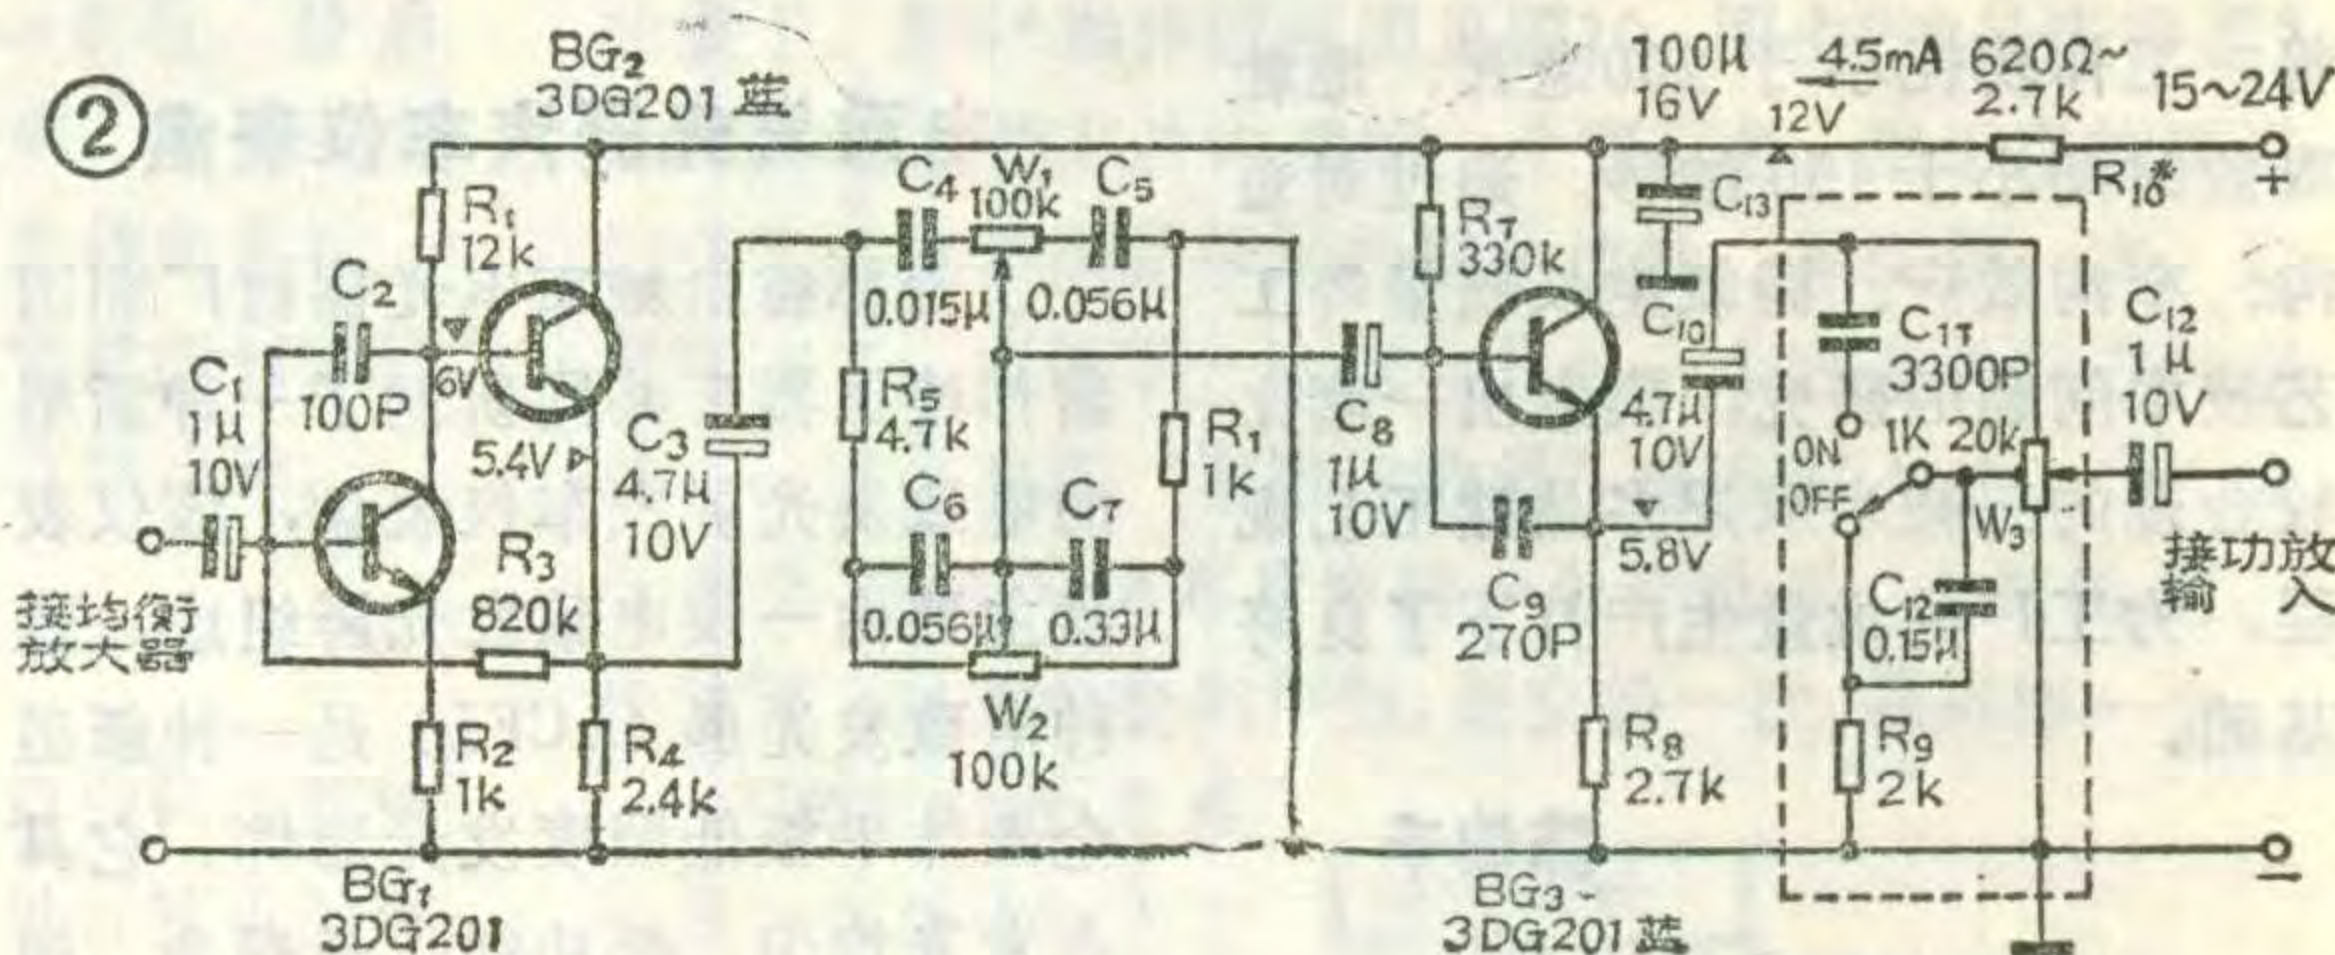 ②
BG₂
3DG201 蓝
100μ
16V
4.5mA
620Ω~
2.7k
15~24V
12V
R₁₀*
+
R₁
12k
C₂
100P
6V
C₁
1μ
10V
5.4V
C₃
4.7μ
10V
R₃
820k
接均衡
放大器
R₂
1k
R₄
2.4k
BG₁
3DG201
C₄
W₁
100k
C₅
0.015μ
0.056μ
R₅
4.7k
R₁
1k
C₆
C₇
0.056μ
0.33μ
W₂
100k
R₇
330k
C₈
1μ
10V
C₉
270P
C₁₃
C₁₀
4.7μ
10V
5.8V
R₈
2.7k
BG₃
3DG201 蓝
C₁₁
3300P
ON
OFF
1K
20k
W₃
C₁₂
0.15μ
R₉
2k
C₁₂
1μ
10V
接功放
输 入
−